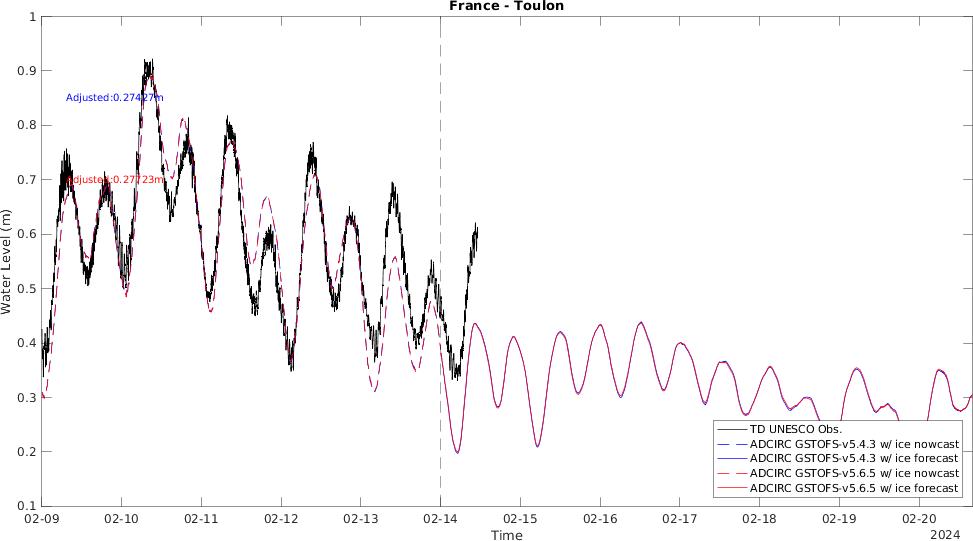 France - Toulon
Water Level (m)
1
0.9
0.8
0.7
0.6
0.5
0.4
0.3
0.2
0.1
Adjusted:0.27427m
Adjusted:0.27723m
TD UNESCO Obs.
ADCIRC GSTOFS-v5.4.3 w/ ice nowcast
ADCIRC GSTOFS-v5.4.3 w/ ice forecast
ADCIRC GSTOFS-v5.6.5 w/ ice nowcast
ADCIRC GSTOFS-v5.6.5 w/ ice forecast
02-09 02-10 02-11 02-12 02-13 02-14 02-15 02-16 02-17 02-18 02-19 02-20
Time
2024